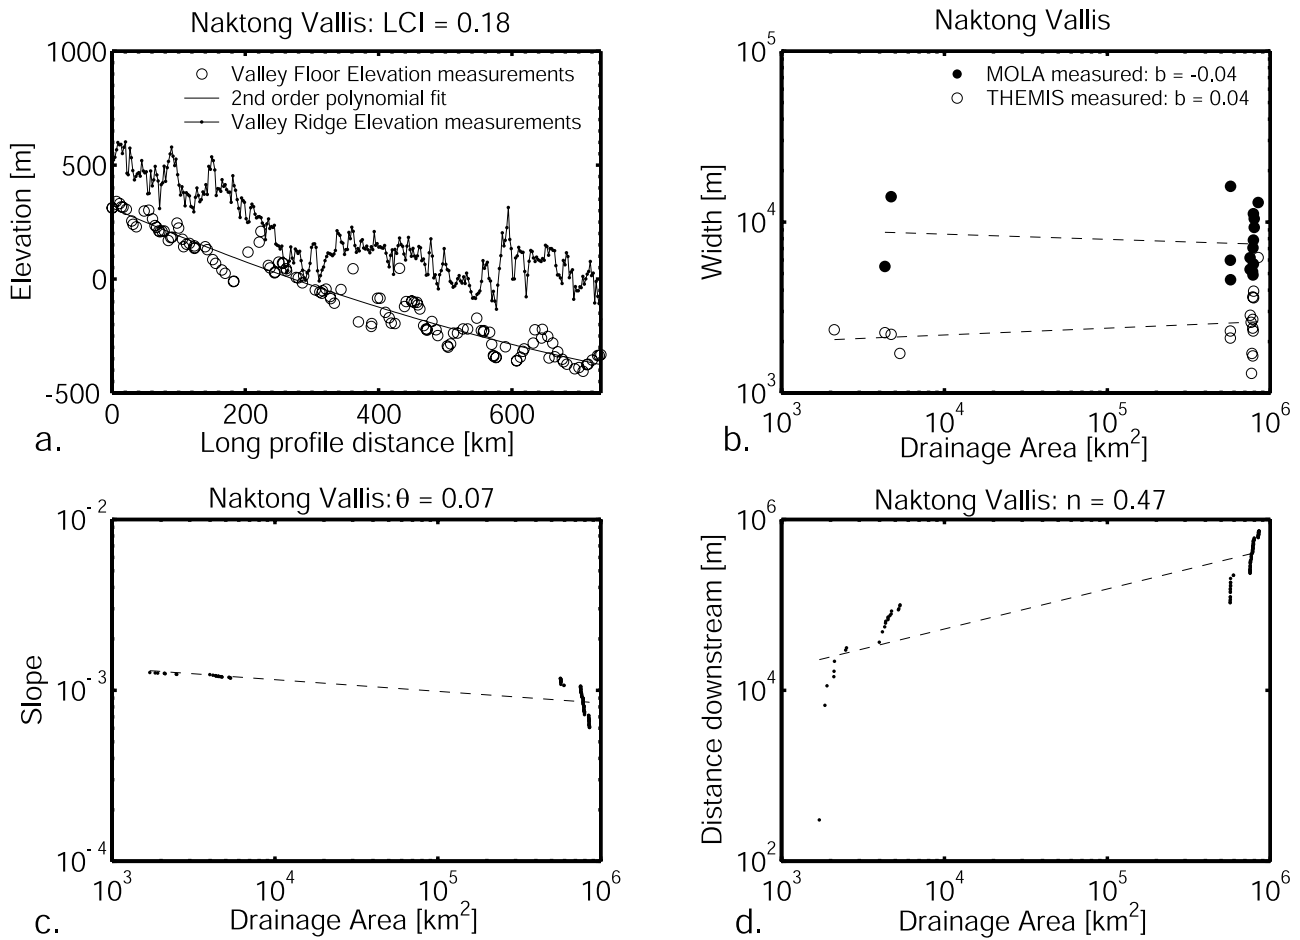 Naktong Vallis: LCI = 0.18
1000
500
0
-500
Elevation [m]
Valley Floor Elevation measurements
2nd order polynomial fit
Valley Ridge Elevation measurements
0
200
400
600
Long profile distance [km]
a.
Naktong Vallis
10^5
10^4
10^3
Width [m]
MOLA measured: b = -0.04
THEMIS measured: b = 0.04
10^3
10^4
10^5
10^6
Drainage Area [km^2]
b.
Naktong Vallis: θ = 0.07
10^-2
10^-3
10^-4
Slope
10^3
10^4
10^5
10^6
Drainage Area [km^2]
c.
Naktong Vallis: n = 0.47
10^6
10^4
10^2
Distance downstream [m]
10^3
10^4
10^5
10^6
Drainage Area [km^2]
d.